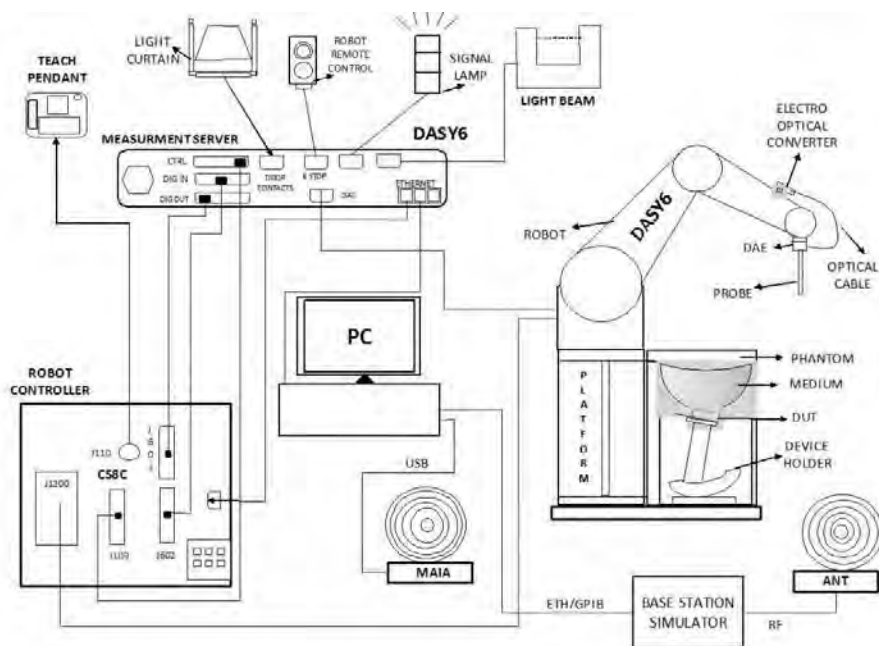 LIGHT
CURTAIN
ROBOT
REMOTE
CONTROL
SIGNAL
LAMP
LIGHT BEAM
TEACH
PENDANT
MEASURMENT SERVER
DASY6
CTRL
DIG IN
DIG OUT
DOOR
CONTACTS
E STOP
DAE
ETHERNET
ELECTRO
OPTICAL
CONVERTER
ROBOT
DASY6
DAE
OPTICAL
CABLE
PROBE
PC
PHANTOM
MEDIUM
DUT
DEVICE
HOLDER
PLATFORM
ROBOT
CONTROLLER
J110
CS8C
J1200
J103
J602
USB
MAIA
ETH/GPIB
BASE STATION
SIMULATOR
RF
ANT